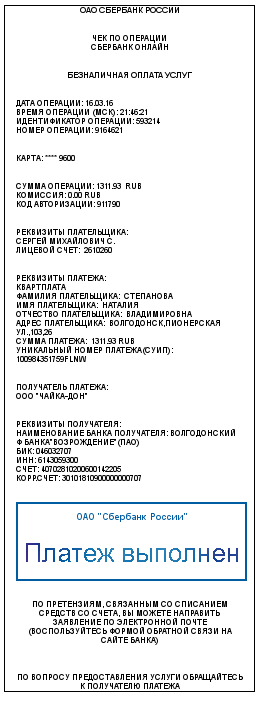 ОАО СБЕРБАНК РОССИИ
ЧЕК ПО ОПЕРАЦИИ
СБЕРБАНК ОНЛАЙН
БЕЗНАЛИЧНАЯ ОПЛАТА УСЛУГ
ДАТА ОПЕРАЦИИ: 16.03.16
ВРЕМЯ ОПЕРАЦИИ (МСК): 21:46:21
ИДЕНТИФИКАТОР ОПЕРАЦИИ: 593214
НОМЕР ОПЕРАЦИИ: 9164621
КАРТА: **** 9600
СУММА ОПЕРАЦИИ: 1311.93 RUB
КОМИССИЯ: 0.00 RUB
КОД АВТОРИЗАЦИИ: 911790
РЕКВИЗИТЫ ПЛАТЕЛЬЩИКА:
СЕРГЕЙ МИХАЙЛОВИЧ С.
ЛИЦЕВОЙ СЧЕТ: 2610260
РЕКВИЗИТЫ ПЛАТЕЖА:
КВАРТПЛАТА
ФАМИЛИЯ ПЛАТЕЛЬЩИКА: СТЕПАНОВА
ИМЯ ПЛАТЕЛЬЩИКА: НАТАЛИЯ
ОТЧЕСТВО ПЛАТЕЛЬЩИКА: ВЛАДИМИРОВНА
АДРЕС ПЛАТЕЛЬЩИКА: ВОЛГОДОНСК,ПИОНЕРСКАЯ
УЛ.,103,26
СУММА ПЛАТЕЖА: 1311.93 RUB
УНИКАЛЬНЫЙ НОМЕР ПЛАТЕЖА(СУИП):
100984351759FLNW
ПОЛУЧАТЕЛЬ ПЛАТЕЖА:
ООО "ЧАЙКА-ДОН"
РЕКВИЗИТЫ ПОЛУЧАТЕЛЯ:
НАИМЕНОВАНИЕ БАНКА ПОЛУЧАТЕЛЯ: ВОЛГОДОНСКИЙ
Ф БАНКА"ВОЗРОЖДЕНИЕ"(ПАО)
БИК: 046032707
ИНН: 6143059300
СЧЕТ: 40702810200600142205
КОРР.СЧЕТ: 30101810900000000707
ОАО "Сбербанк России"
Платеж выполнен
ПО ПРЕТЕНЗИЯМ, СВЯЗАННЫМ СО СПИСАНИЕМ
СРЕДСТВ СО СЧЕТА, ВЫ МОЖЕТЕ НАПРАВИТЬ
ЗАЯВЛЕНИЕ ПО ЭЛЕКТРОННОЙ ПОЧТЕ
(ВОСПОЛЬЗУЙТЕСЬ ФОРМОЙ ОБРАТНОЙ СВЯЗИ НА
САЙТЕ БАНКА)
ПО ВОПРОСУ ПРЕДОСТАВЛЕНИЯ УСЛУГИ ОБРАЩАЙТЕСЬ
К ПОЛУЧАТЕЛЮ ПЛАТЕЖА